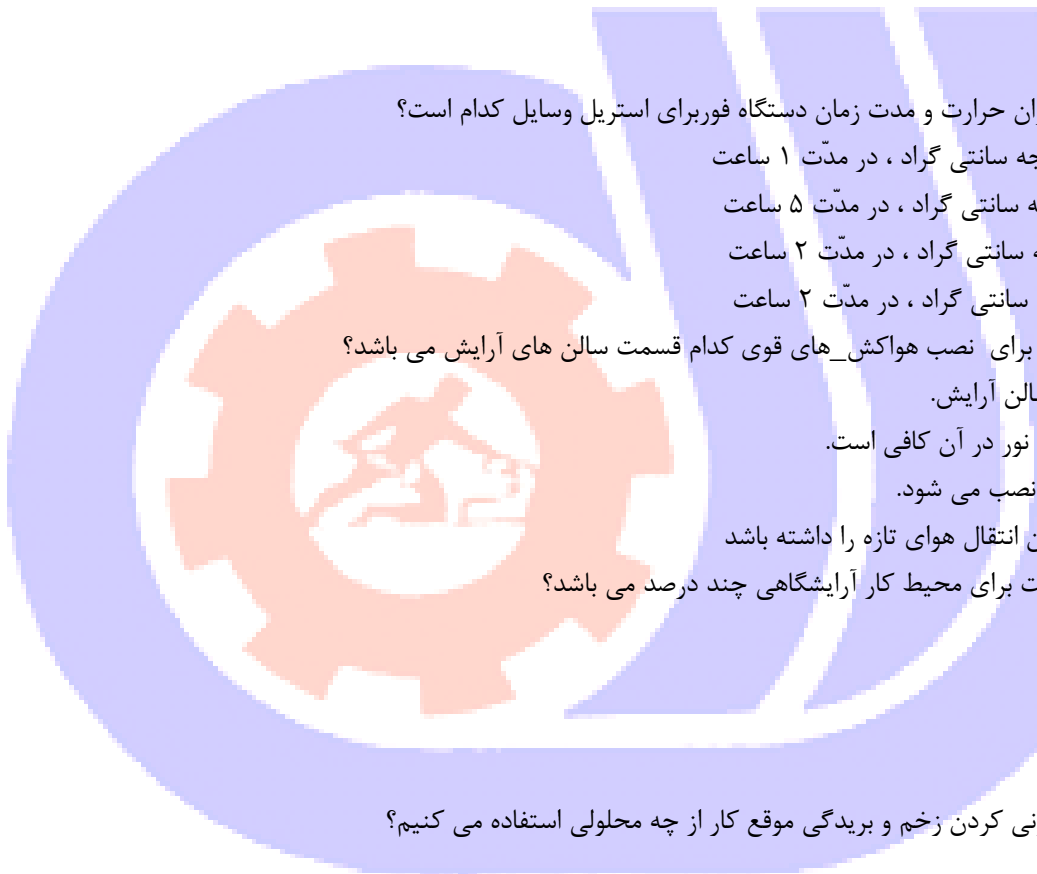 ان حرارت و مدت زمان دستگاه فوربرای استریل وسایل کدام است؟
جه سانتی گراد ، در مدّت ۱ ساعت
ه سانتی گراد ، در مدّت ۵ ساعت
ه سانتی گراد ، در مدّت ۲ ساعت
سانتی گراد ، در مدّت ۲ ساعت
برای نصب هواکش_های قوی کدام قسمت سالن های آرایش می باشد؟
الن آرایش.
نور در آن کافی است.
نصب می شود.
ن انتقال هوای تازه را داشته باشد
ت برای محیط کار آرایشگاهی چند درصد می باشد؟
نی کردن زخم و بریدگی موقع کار از چه محلولی استفاده می کنیم؟